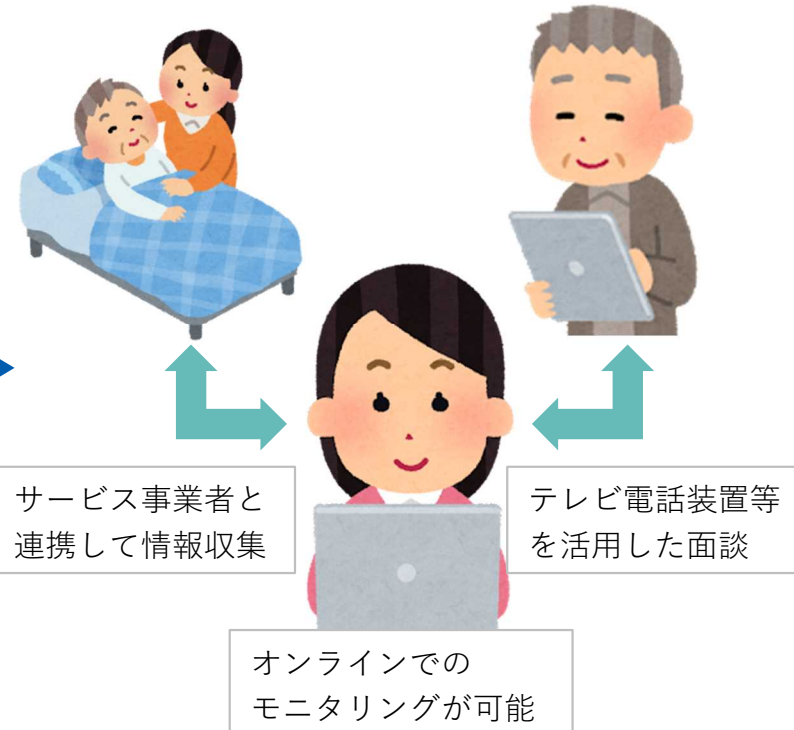 サービス事業者と
連携して情報収集
テレビ電話装置等
を活用した面談
オンラインでの
モニタリングが可能